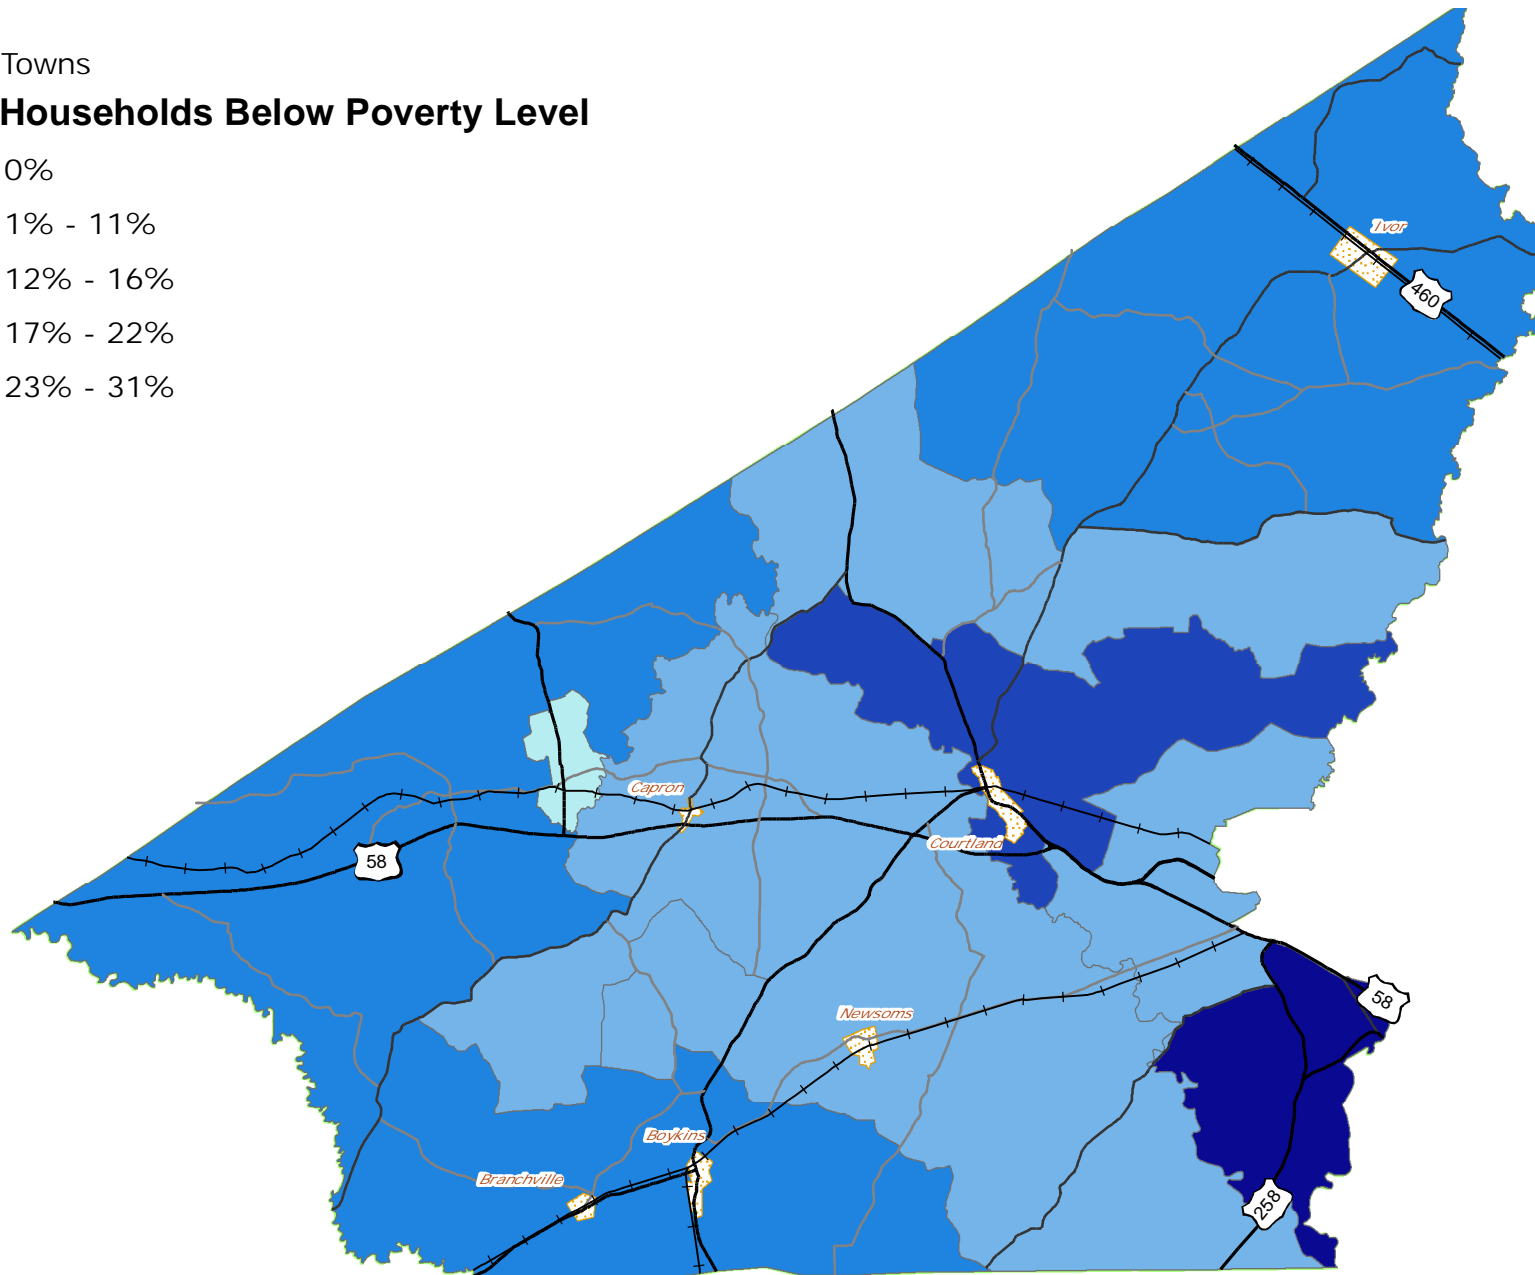 Towns
Households Below Poverty Level
0%
1% - 11%
12% - 16%
17% - 22%
23% - 31%
Ivor
460
Capron
Courtland
58
Newsoms
58
Boykins
Branchville
258